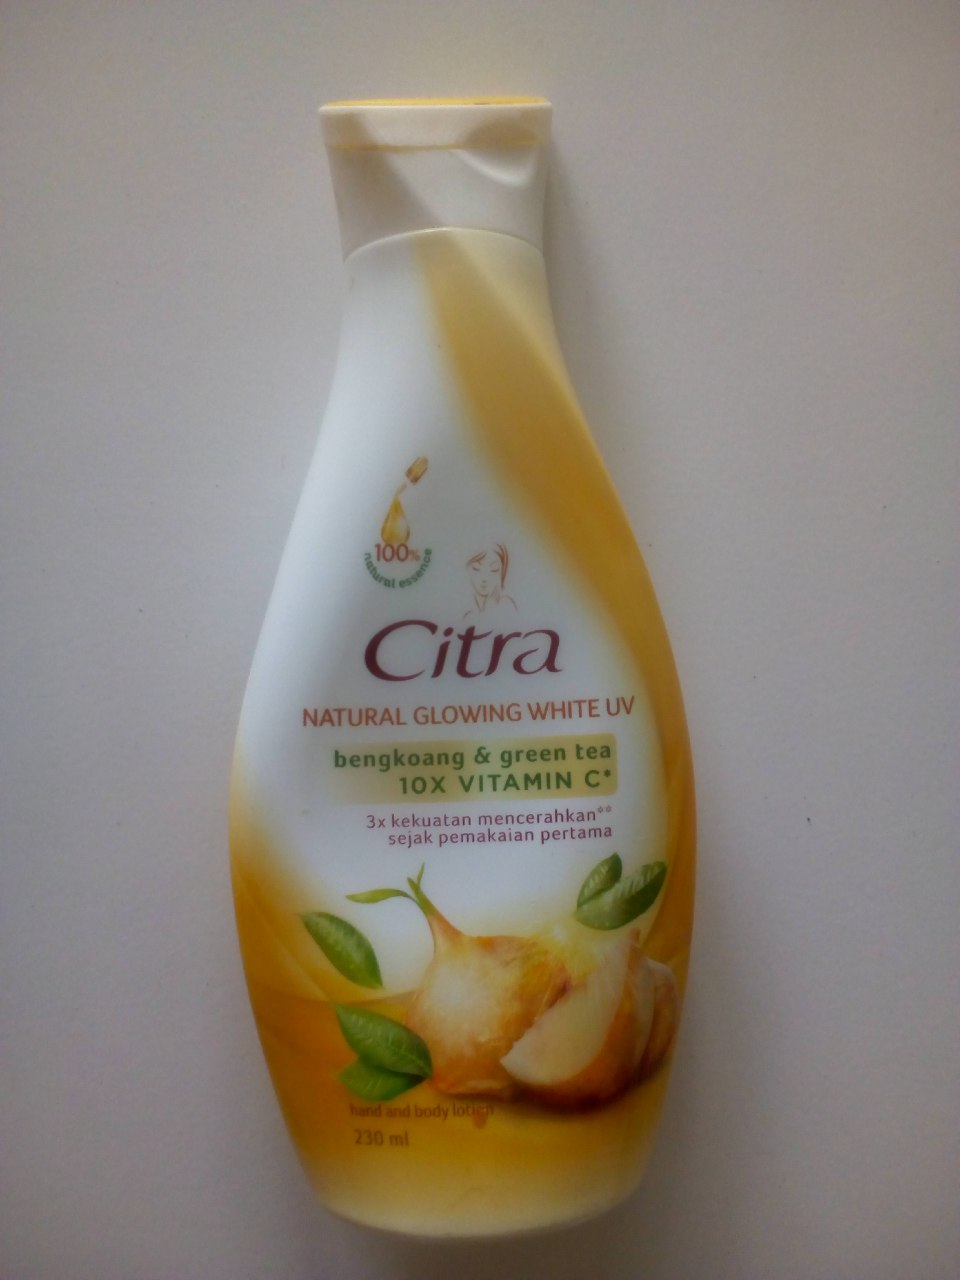 100%
natural essence
Citra
NATURAL GLOWING WHITE UV
bengkoang & green tea
10X VITAMIN C*
3x kekuatan mencerahkan**
sejak pemakaian pertama
hand and body lotion
230 ml